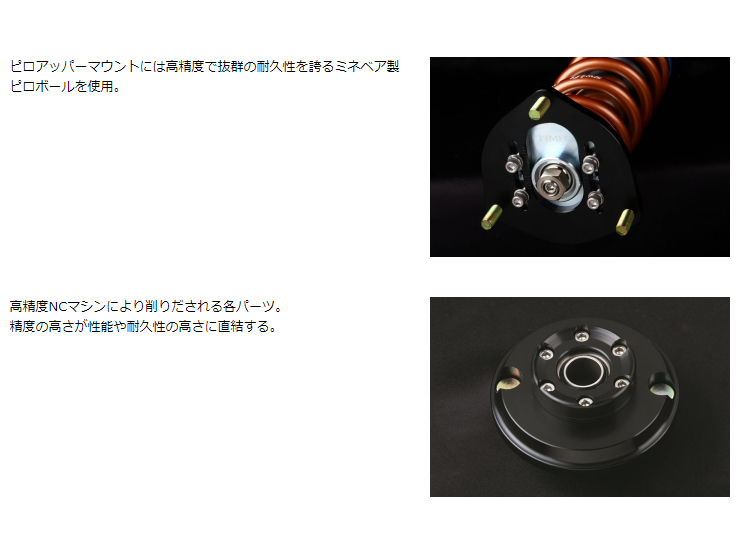 ピロアッパーマウントには高精度で抜群の耐久性を誇るミネベア製
ピロボールを使用。
高精度NCマシンにより削りだされる各パーツ。
精度の高さが性能や耐久性の高さに直結する。